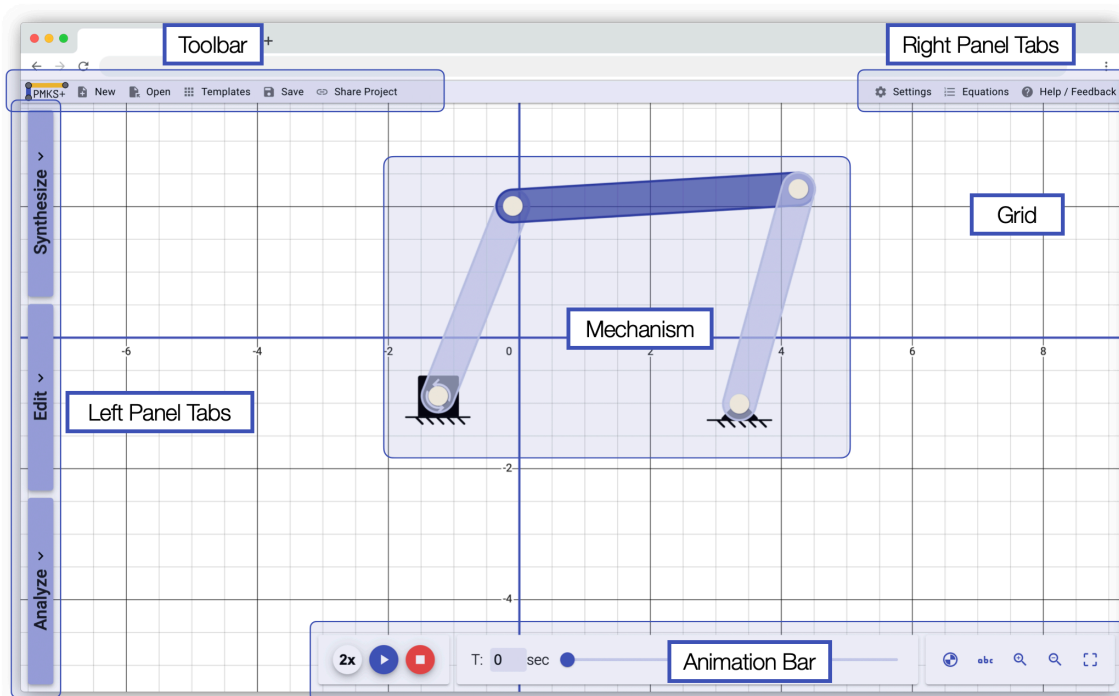 Toolbar
+
Right Panel Tabs
PMKS+ New Open Templates Save Share Project
Settings Equations Help / Feedback
Synthesize
Grid
Mechanism
-6 -4 -2 0 2 4 6 8
Edit
Left Panel Tabs
-2
Analyze
-4
2x
T: 0 sec
Animation Bar
abc